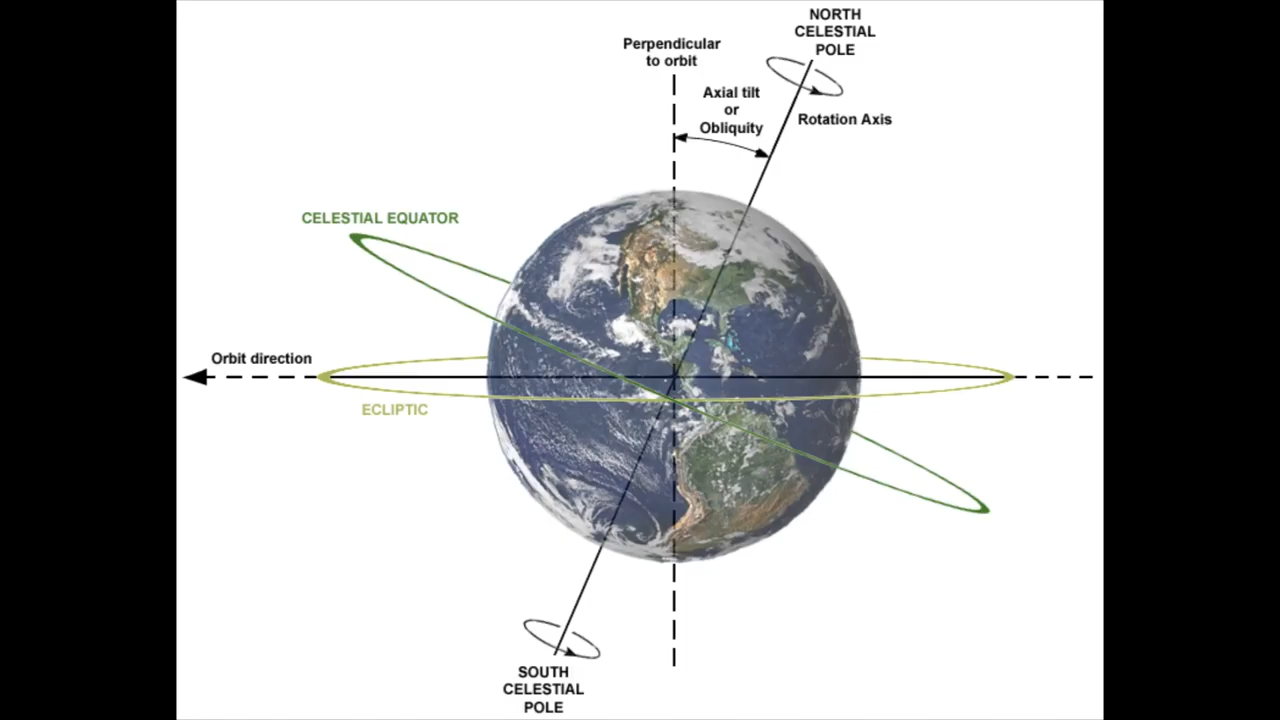 NORTH
CELESTIAL
POLE
Perpendicular
to orbit
Axial tilt
or
Obliquity
Rotation Axis
CELESTIAL EQUATOR
Orbit direction
ECLIPTIC
SOUTH
CELESTIAL
POLE